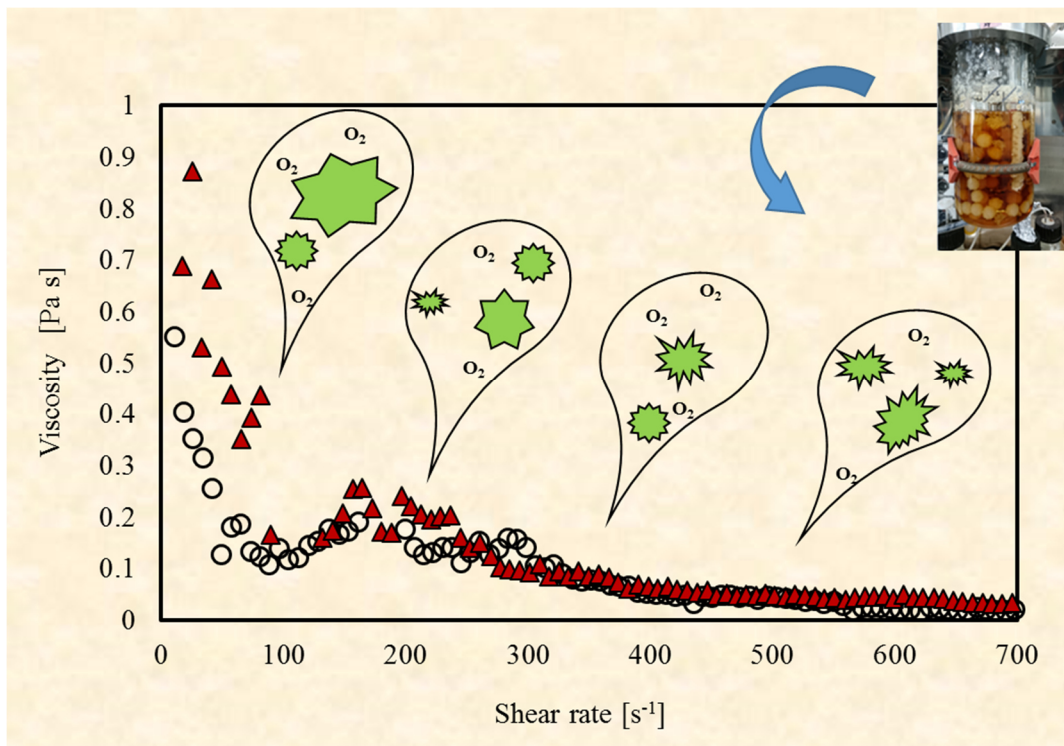 1
0.9
0.8
0.7
0.6
0.5
0.4
0.3
0.2
0.1
0
Viscosity [Pa s]
O₂
O₂
O₂
O₂
O₂
O₂
O₂
O₂
O₂
O₂
0 100 200 300 400 500 600 700
Shear rate [s⁻¹]